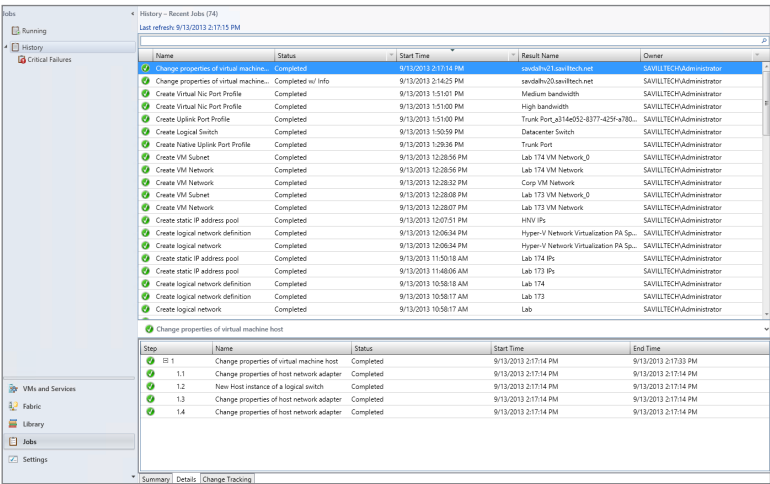 Jobs
Running
History
Critical Failures
VMs and Services
Fabric
Library
Jobs
Settings
History - Recent Jobs (74)
Last refresh: 9/13/2013 2:17:15 PM
Name Status Start Time Result Name Owner
Change properties of virtual machine... Completed 9/13/2013 2:17:14 PM savdalhv21.savilltech.net SAVILLTECH\Administrator
Change properties of virtual machine... Completed w/ Info 9/13/2013 2:14:25 PM savdalhv20.savilltech.net SAVILLTECH\Administrator
Create Virtual Nic Port Profile Completed 9/13/2013 1:51:01 PM Medium bandwidth SAVILLTECH\Administrator
Create Virtual Nic Port Profile Completed 9/13/2013 1:51:00 PM High bandwidth SAVILLTECH\Administrator
Create Uplink Port Profile Completed 9/13/2013 1:51:00 PM Trunk Port_a314e052-8377-425f-a780... SAVILLTECH\Administrator
Create Logical Switch Completed 9/13/2013 1:50:59 PM Datacenter Switch SAVILLTECH\Administrator
Create Native Uplink Port Profile Completed 9/13/2013 1:29:36 PM Trunk Port SAVILLTECH\Administrator
Create VM Subnet Completed 9/13/2013 12:28:56 PM Lab 174 VM Network_0 SAVILLTECH\Administrator
Create VM Network Completed 9/13/2013 12:28:56 PM Lab 174 VM Network SAVILLTECH\Administrator
Create VM Network Completed 9/13/2013 12:28:32 PM Corp VM Network SAVILLTECH\Administrator
Create VM Subnet Completed 9/13/2013 12:28:08 PM Lab 173 VM Network_0 SAVILLTECH\Administrator
Create VM Network Completed 9/13/2013 12:28:07 PM Lab 173 VM Network SAVILLTECH\Administrator
Create static IP address pool Completed 9/13/2013 12:07:51 PM HNV IPs SAVILLTECH\Administrator
Create logical network definition Completed 9/13/2013 12:06:34 PM Hyper-V Network Virtualization PA Sp... SAVILLTECH\Administrator
Create logical network Completed 9/13/2013 12:06:34 PM Hyper-V Network Virtualization PA Sp... SAVILLTECH\Administrator
Create static IP address pool Completed 9/13/2013 11:50:18 AM Lab 174 IPs SAVILLTECH\Administrator
Create static IP address pool Completed 9/13/2013 11:48:06 AM Lab 173 IPs SAVILLTECH\Administrator
Create logical network definition Completed 9/13/2013 10:58:18 AM Lab 174 SAVILLTECH\Administrator
Create logical network definition Completed 9/13/2013 10:58:17 AM Lab 173 SAVILLTECH\Administrator
Create logical network Completed 9/13/2013 10:58:17 AM Lab SAVILLTECH\Administrator
Change properties of virtual machine host
Step Name Status Start Time End Time
1 Change properties of virtual machine host Completed 9/13/2013 2:17:14 PM 9/13/2013 2:17:33 PM
1.1 Change properties of host network adapter Completed 9/13/2013 2:17:14 PM 9/13/2013 2:17:14 PM
1.2 New Host instance of a logical switch Completed 9/13/2013 2:17:14 PM 9/13/2013 2:17:14 PM
1.3 Change properties of host network adapter Completed 9/13/2013 2:17:14 PM 9/13/2013 2:17:14 PM
1.4 Change properties of host network adapter Completed 9/13/2013 2:17:14 PM 9/13/2013 2:17:14 PM
Summary Details Change Tracking